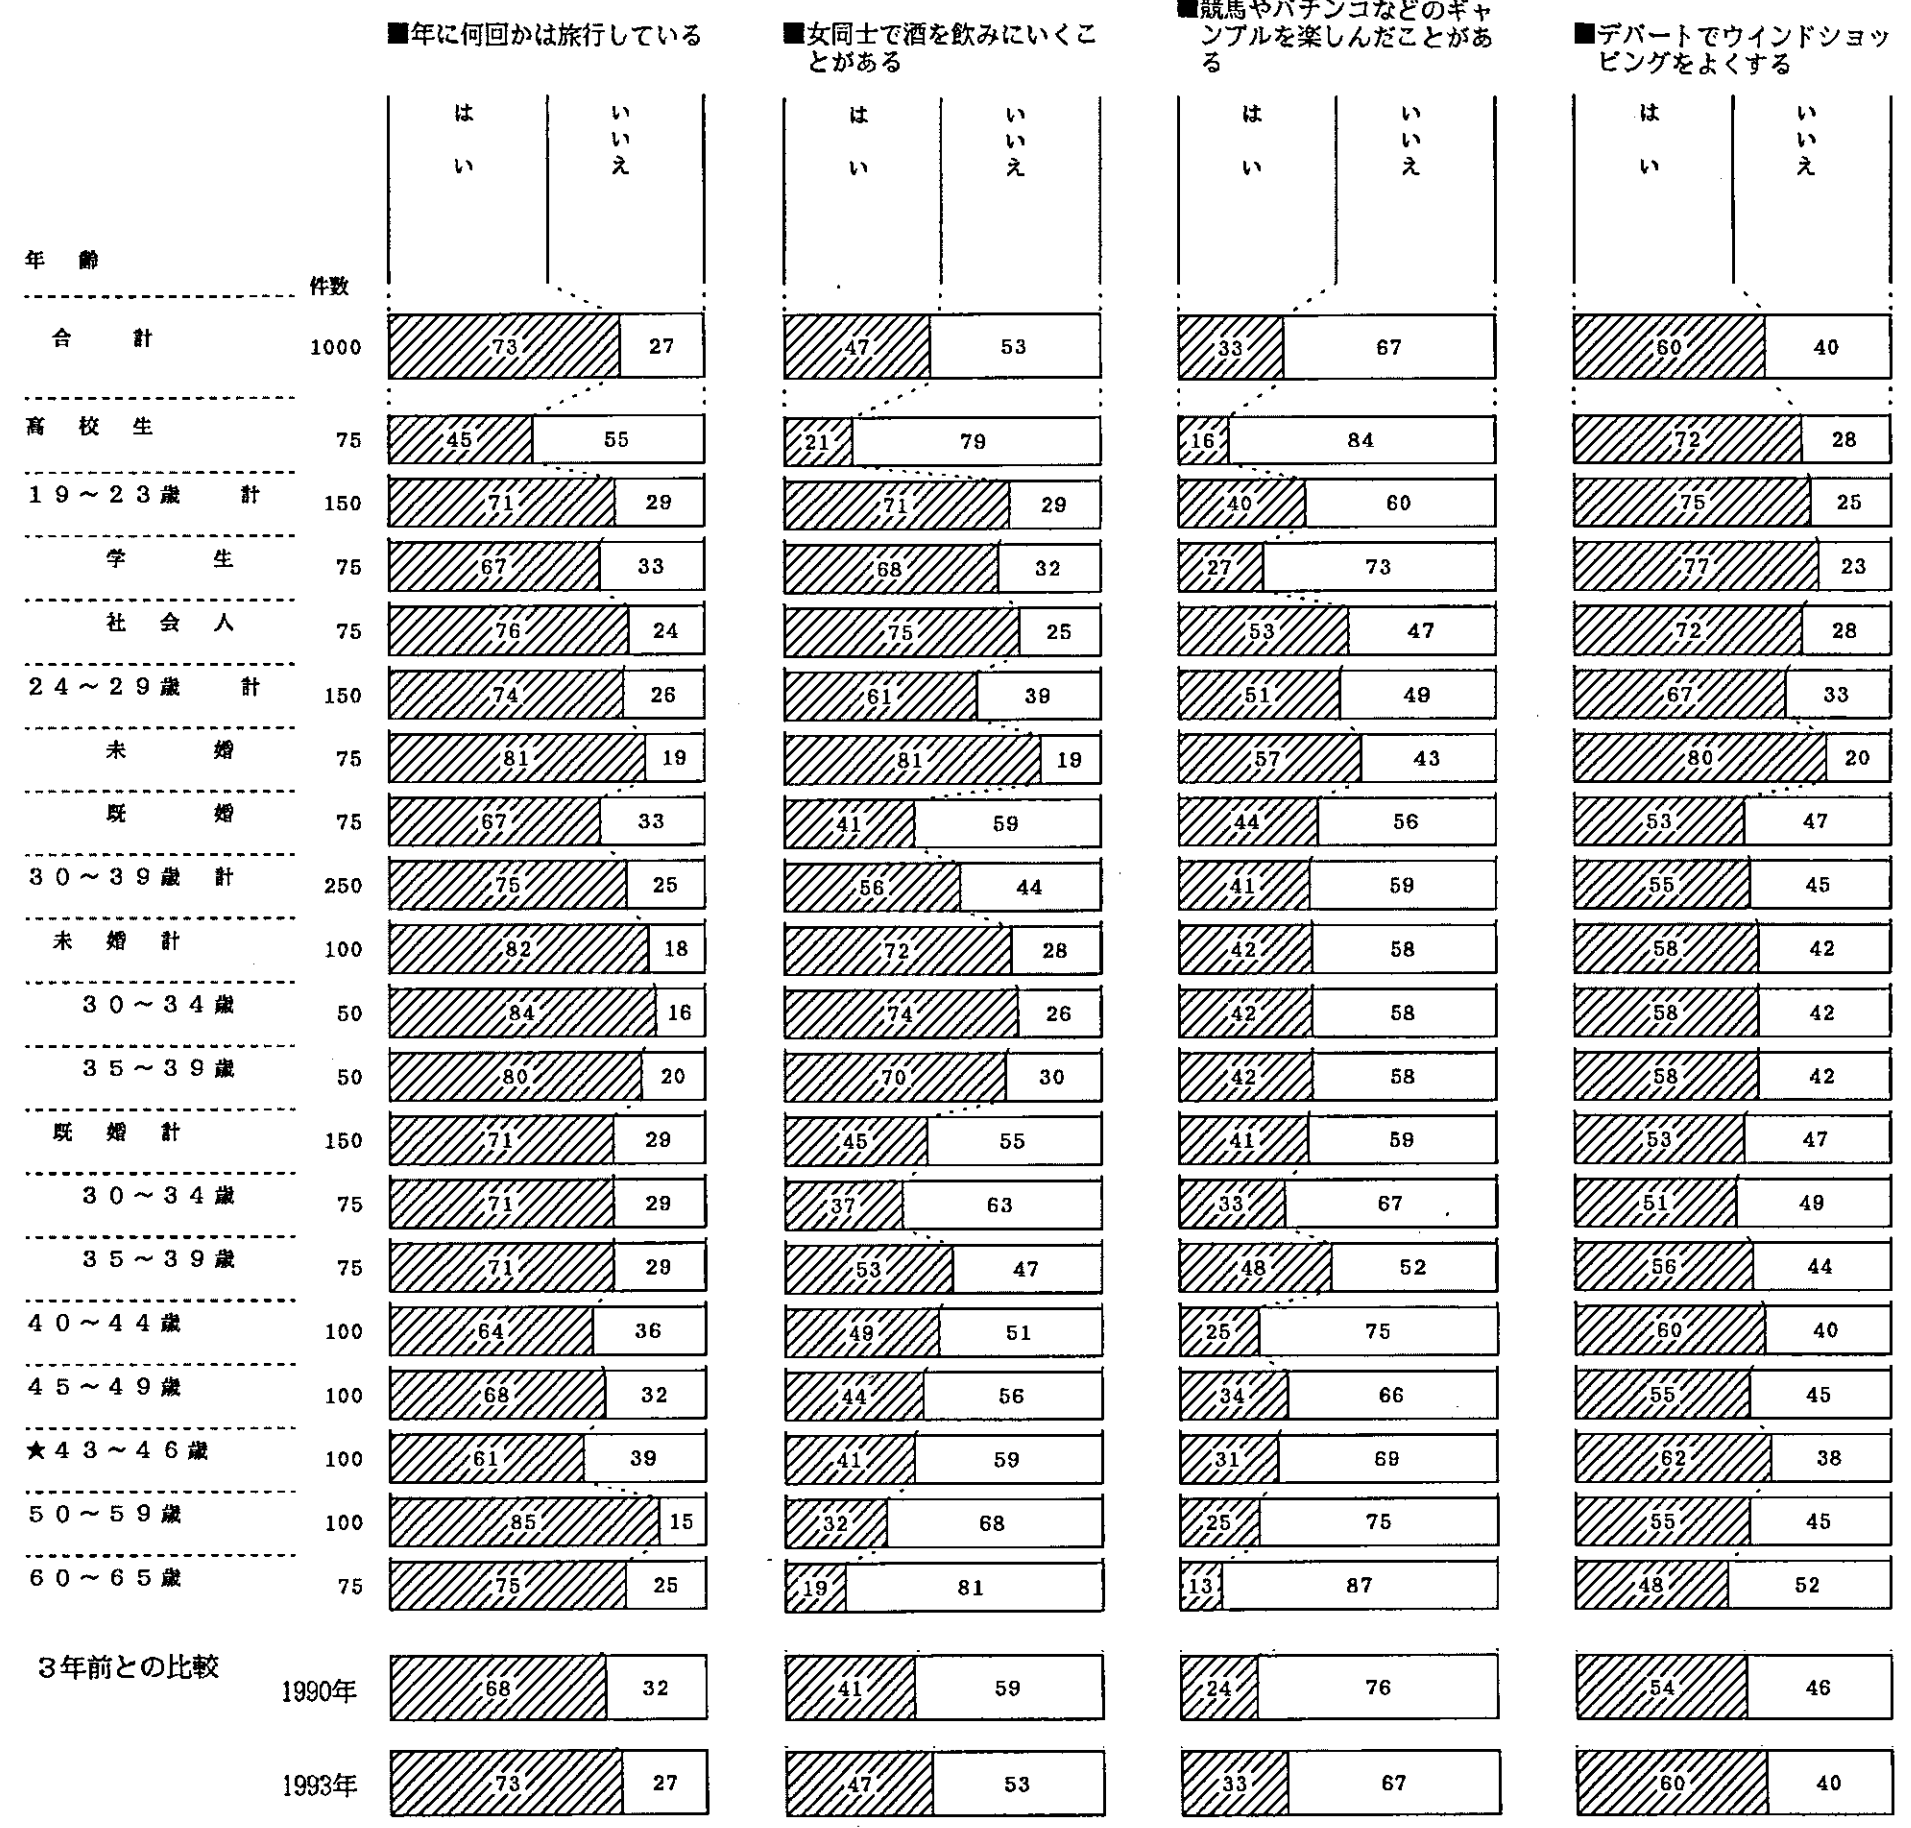 ■年に何回かは旅行している
■女同士で酒を飲みにいくこ
とがある
■競馬やパチンコなどのギャ
ンブルを楽しんだことがあ
る
■デパートでウインドショッ
ピングをよくする
はい いいえ はい いいえ はい いいえ はい いいえ
年齢
件数
合計 1000 73 27 47 53 33 67 60 40
高校生 75 45 55 21 79 16 84 72 28
19~23歳 計 150 71 29 71 29 40 60 75 25
学生 75 67 33 68 32 27 73 77 23
社会人 75 76 24 75 25 53 47 72 28
24~29歳 計 150 74 26 61 39 51 49 67 33
未婚 75 81 19 81 19 57 43 80 20
既婚 75 67 33 41 59 44 56 53 47
30~39歳 計 250 75 25 56 44 41 59 55 45
未婚計 100 82 18 72 28 42 58 58 42
30~34歳 50 84 16 74 26 42 58 58 42
35~39歳 50 80 20 70 30 42 58 58 42
既婚計 150 71 29 45 55 41 59 53 47
30~34歳 75 71 29 37 63 33 67 51 49
35~39歳 75 71 29 53 47 48 52 56 44
40~44歳 100 64 36 49 51 25 75 60 40
45~49歳 100 68 32 44 56 34 66 55 45
★43~46歳 100 61 39 41 59 31 69 62 38
50~59歳 100 85 15 32 68 25 75 55 45
60~65歳 75 75 25 19 81 13 87 48 52
3年前との比較
1990年 68 32 41 59 24 76 54 46
1993年 73 27 47 53 33 67 60 40